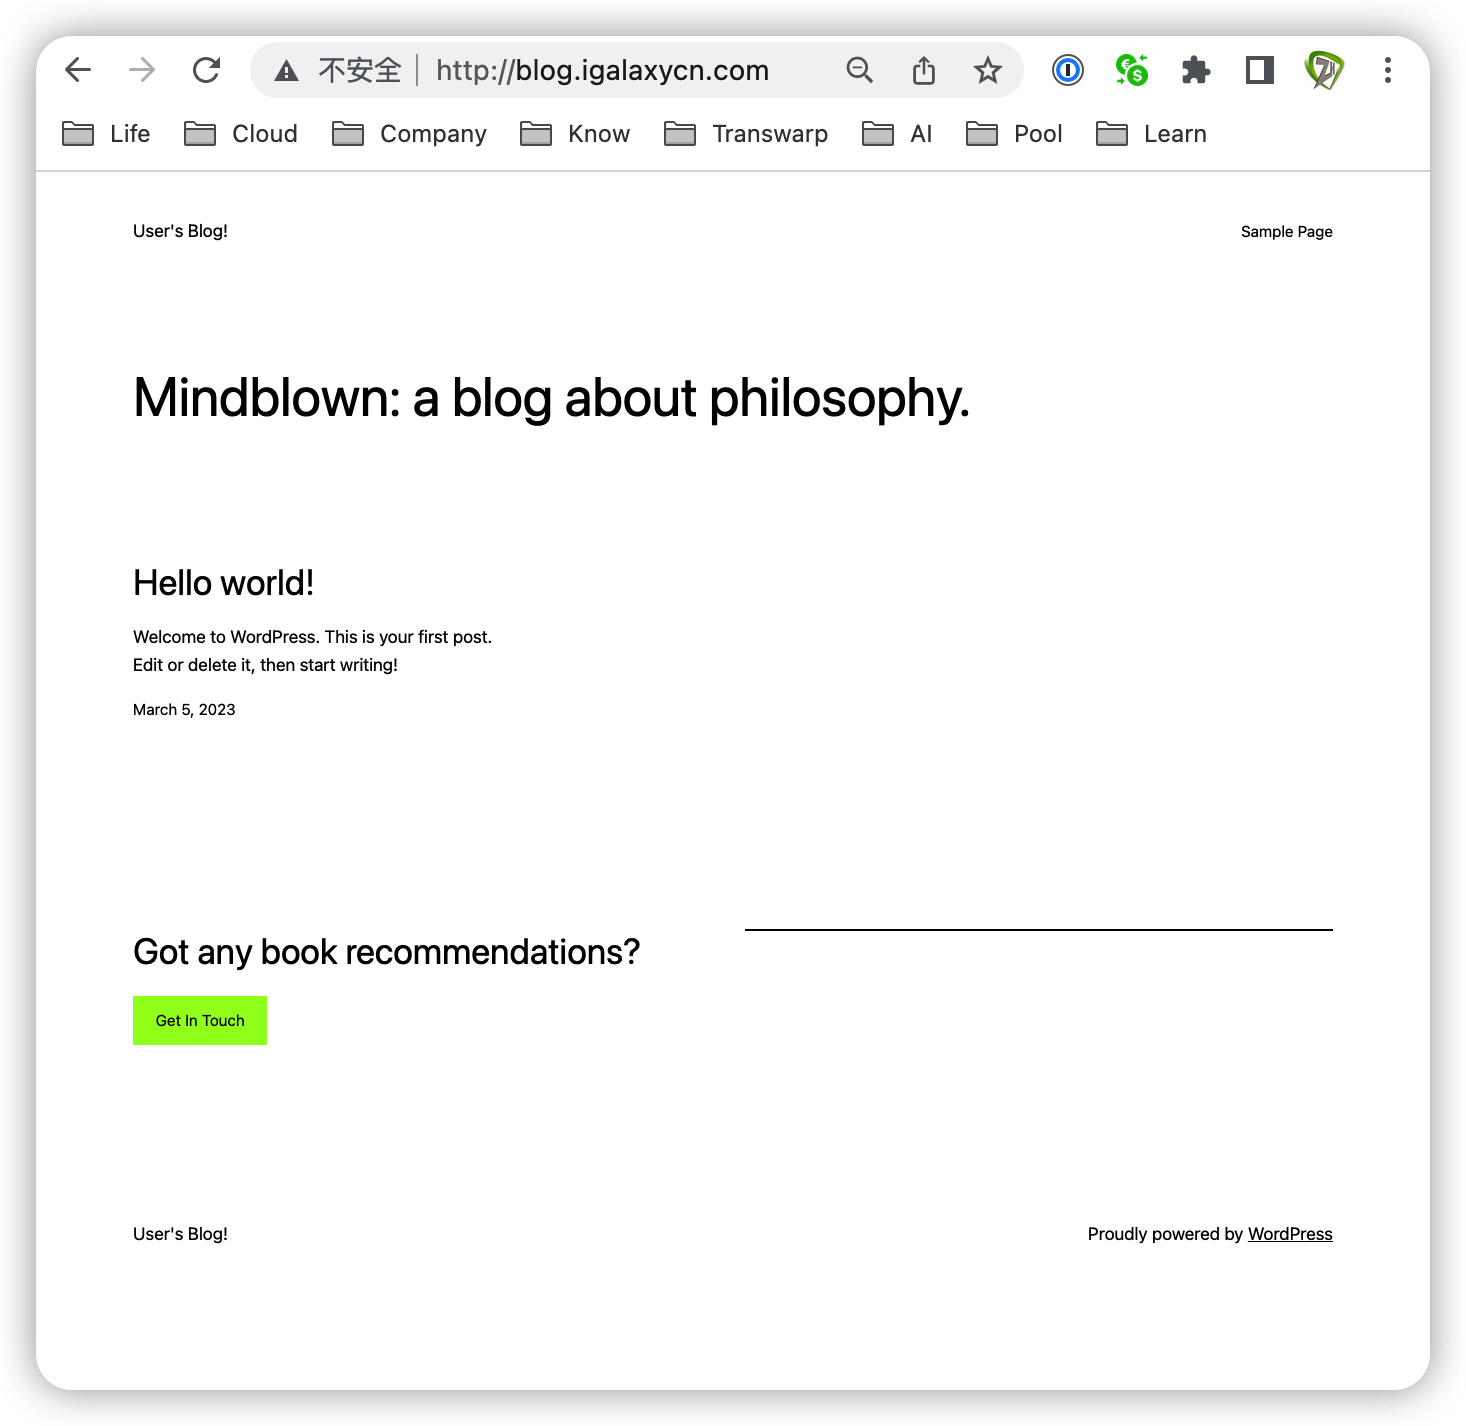 不安全 http://blog.igalaxycn.com
Life Cloud Company Know Transwarp AI Pool Learn
User's Blog! Sample Page
Mindblown: a blog about philosophy.
Hello world!
Welcome to WordPress. This is your first post.
Edit or delete it, then start writing!
March 5, 2023
Got any book recommendations?
Get In Touch
User's Blog! Proudly powered by WordPress